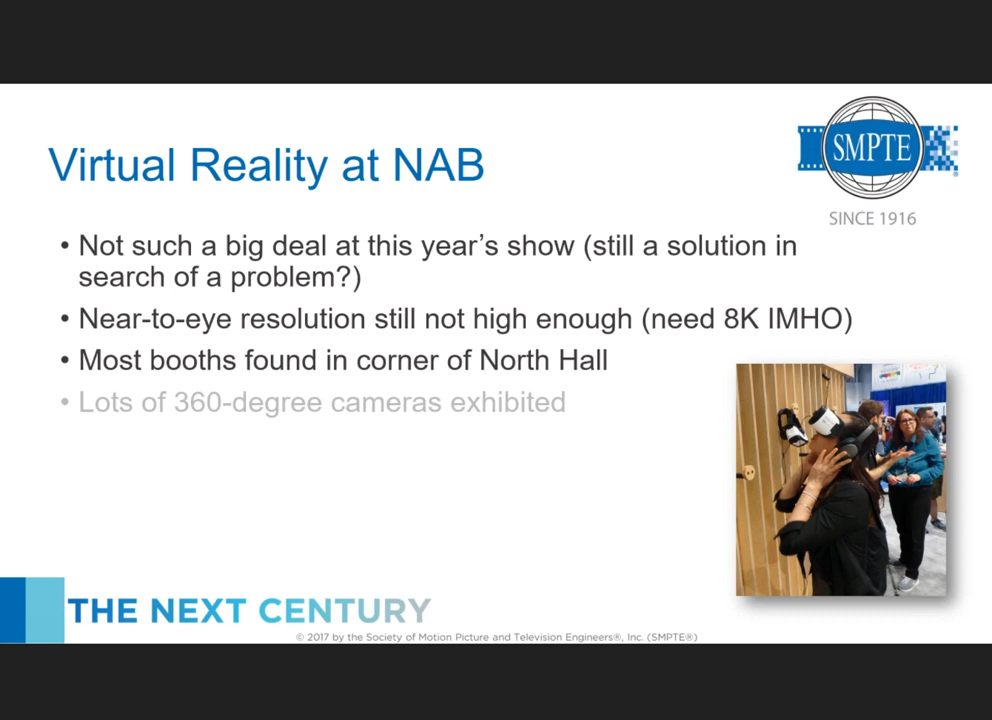 SMPTE
®
SINCE 1916
Virtual Reality at NAB
• Not such a big deal at this year’s show (still a solution in
search of a problem?)
• Near-to-eye resolution still not high enough (need 8K IMHO)
• Most booths found in corner of North Hall
• Lots of 360-degree cameras exhibited
THE NEXT CENTURY
© 2017 by the Society of Motion Picture and Television Engineers®, Inc. (SMPTE®)